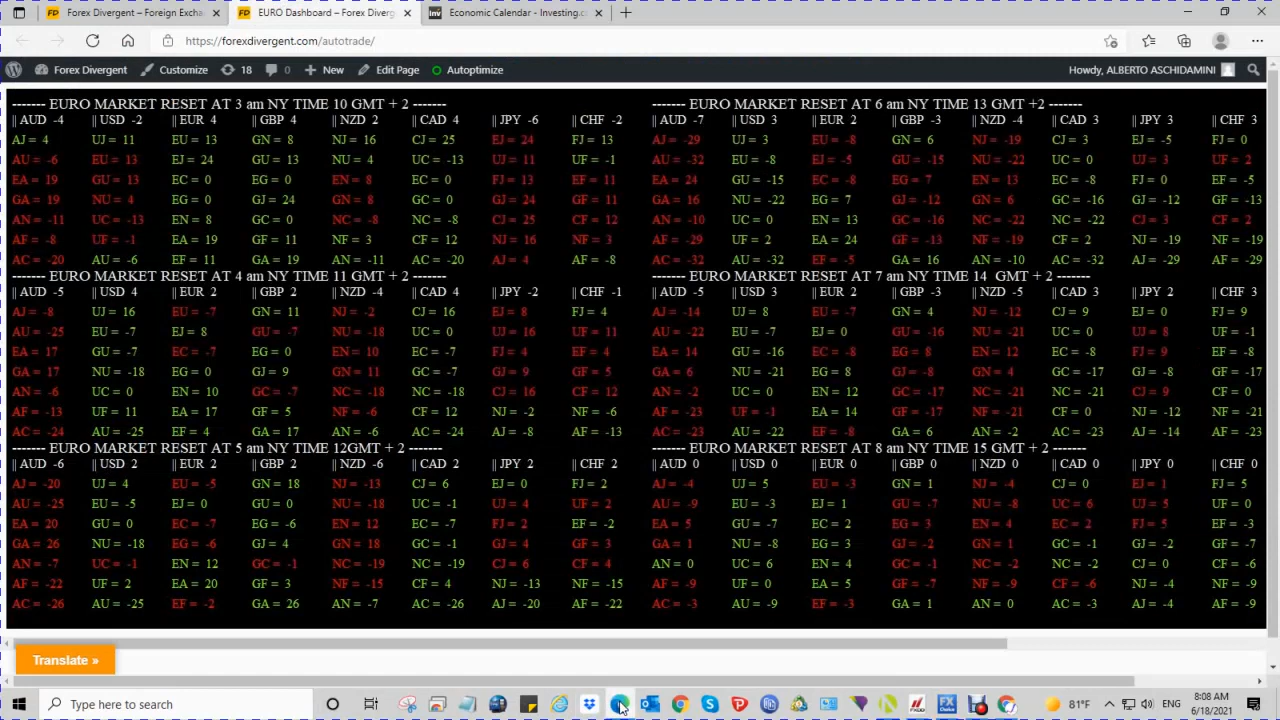 Forex Divergent – Foreign Excha
EURO Dashboard – Forex Diverg
Inv Economic Calendar - Investing.c
https://forexdivergent.com/autotrade/
Forex Divergent Customize 18 0 New Edit Page Autoptimize Howdy, ALBERTO ASCHIDAMINI
------- EURO MARKET RESET AT 3 am NY TIME 10 GMT + 2 -------
|| AUD -4 || USD -2 || EUR 4 || GBP 4 || NZD 2 || CAD 4 || JPY -6 || CHF -2
AJ = 4 UJ = 11 EU = 13 GN = 8 NJ = 16 CJ = 25 EJ = 24 FJ = 13
AU = -6 EU = 13 EJ = 24 GU = 13 NU = 4 UC = -13 UJ = 11 UF = -1
EA = 19 GU = 13 EC = 0 EG = 0 EN = 8 EC = 0 FJ = 13 EF = 11
GA = 19 NU = 4 EG = 0 GJ = 24 GN = 8 GC = 0 GJ = 24 GF = 11
AN = -11 UC = -13 EN = 8 GC = 0 NC = -8 NC = -8 CJ = 25 CF = 12
AF = -8 UF = -1 EA = 19 GF = 11 NF = 3 CF = 12 NJ = 16 NF = 3
AC = -20 AU = -6 EF = 11 GA = 19 AN = -11 AC = -20 AJ = 4 AF = -8
------- EURO MARKET RESET AT 4 am NY TIME 11 GMT + 2 -------
|| AUD -5 || USD 4 || EUR 2 || GBP 2 || NZD -4 || CAD 4 || JPY -2 || CHF -1
AJ = -8 UJ = 16 EU = -7 GN = 11 NJ = -2 CJ = 16 EJ = 8 FJ = 4
AU = -25 EU = -7 EJ = 8 GU = -7 NU = -18 UC = 0 UJ = 16 UF = 11
EA = 17 GU = -7 EC = -7 EG = 0 EN = 10 EC = -7 FJ = 4 EF = 4
GA = 17 NU = -18 EG = 0 GJ = 9 GN = 11 GC = -7 GJ = 9 GF = 5
AN = -6 UC = 0 EN = 10 GC = -7 NC = -18 NC = -18 CJ = 16 CF = 12
AF = -13 UF = 11 EA = 17 GF = 5 NF = -6 CF = 12 NJ = -2 NF = -6
AC = -24 AU = -25 EF = 4 GA = 17 AN = -6 AC = -24 AJ = -8 AF = -13
------- EURO MARKET RESET AT 5 am NY TIME 12GMT + 2 -------
|| AUD -6 || USD 2 || EUR 2 || GBP 2 || NZD -6 || CAD 2 || JPY 2 || CHF 2
AJ = -20 UJ = 4 EU = -5 GN = 18 NJ = -13 CJ = 6 EJ = 0 FJ = 2
AU = -25 EU = -5 EJ = 0 GU = 0 NU = -18 UC = -1 UJ = 4 UF = 2
EA = 20 GU = 0 EC = -7 EG = -6 EN = 12 EC = -7 FJ = 2 EF = -2
GA = 26 NU = -18 EG = -6 GJ = 4 GN = 18 GC = -1 GJ = 4 GF = 3
AN = -7 UC = -1 EN = 12 GC = -1 NC = -19 NC = -19 CJ = 6 CF = 4
AF = -22 UF = 2 EA = 20 GF = 3 NF = -15 CF = 4 NJ = -13 NF = -15
AC = -26 AU = -25 EF = -2 GA = 26 AN = -7 AC = -26 AJ = -20 AF = -22
------- EURO MARKET RESET AT 6 am NY TIME 13 GMT +2 -------
|| AUD -7 || USD 3 || EUR 2 || GBP -3 || NZD -4 || CAD 3 || JPY 3 || CHF 3
AJ = -29 UJ = 3 EU = -8 GN = 6 NJ = -19 CJ = 3 EJ = -5 FJ = 0
AU = -32 EU = -8 EJ = -5 GU = -15 NU = -22 UC = 0 UJ = 3 UF = 2
EA = 24 GU = -15 EC = -8 EG = 7 EN = 13 EC = -8 FJ = 0 EF = -5
GA = 16 NU = -22 EG = 7 GJ = -12 GN = 6 GC = -16 GJ = -12 GF = -13
AN = -10 UC = 0 EN = 13 GC = -16 NC = -22 NC = -22 CJ = 3 CF = 2
AF = -29 UF = 2 EA = 24 GF = -13 NF = -19 CF = 2 NJ = -19 NF = -19
AC = -32 AU = -32 EF = -5 GA = 16 AN = -10 AC = -32 AJ = -29 AF = -29
------- EURO MARKET RESET AT 7 am NY TIME 14 GMT + 2 -------
|| AUD -5 || USD 3 || EUR 2 || GBP -3 || NZD -5 || CAD 3 || JPY 2 || CHF 3
AJ = -14 UJ = 8 EU = -7 GN = 4 NJ = -12 CJ = 9 EJ = 0 FJ = 9
AU = -22 EU = -7 EJ = 0 GU = -16 NU = -21 UC = 0 UJ = 8 UF = -1
EA = 14 GU = -16 EC = -8 EG = 8 EN = 12 EC = -8 FJ = 9 EF = -8
GA = 6 NU = -21 EG = 8 GJ = -8 GN = 4 GC = -17 GJ = -8 GF = -17
AN = -2 UC = 0 EN = 12 GC = -17 NC = -21 NC = -21 CJ = 9 CF = 0
AF = -23 UF = -1 EA = 14 GF = -17 NF = -21 CF = 0 NJ = -12 NF = -21
AC = -23 AU = -22 EF = -8 GA = 6 AN = -2 AC = -23 AJ = -14 AF = -23
------- EURO MARKET RESET AT 8 am NY TIME 15 GMT + 2 -------
|| AUD 0 || USD 0 || EUR 0 || GBP 0 || NZD 0 || CAD 0 || JPY 0 || CHF 0
AJ = -4 UJ = 5 EU = -3 GN = 1 NJ = -4 CJ = 0 EJ = 1 FJ = 5
AU = -9 EU = -3 EJ = 1 GU = -7 NU = -8 UC = 6 UJ = 5 UF = 0
EA = 5 GU = -7 EC = 2 EG = 3 EN = 4 EC = 2 FJ = 5 EF = -3
GA = 1 NU = -8 EG = 3 GJ = -2 GN = 1 GC = -1 GJ = -2 GF = -7
AN = 0 UC = 6 EN = 4 GC = -1 NC = -2 NC = -2 CJ = 0 CF = -6
AF = -9 UF = 0 EA = 5 GF = -7 NF = -9 CF = -6 NJ = -4 NF = -9
AC = -3 AU = -9 EF = -3 GA = 1 AN = 0 AC = -3 AJ = -4 AF = -9
Translate »
Type here to search
81°F ENG 8:08 AM
6/18/2021